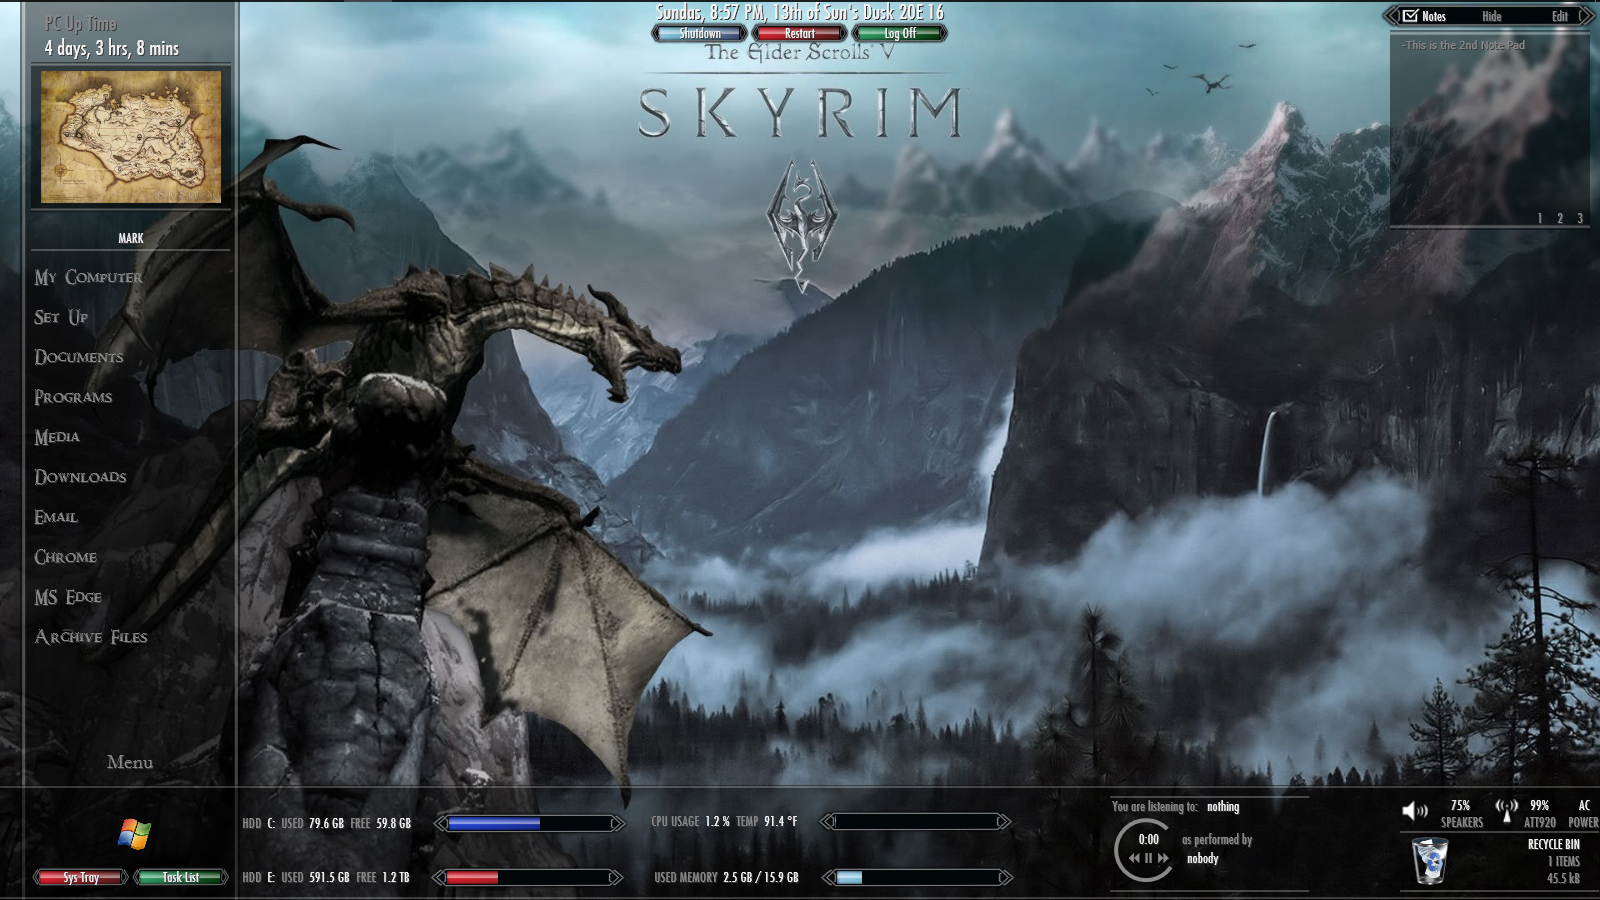 PC Up Time
4 days, 3 hrs, 8 mins
MARK
My Computer
Set Up
Documents
Programs
Media
Downloads
Email
Chrome
MS Edge
Archive Files
Menu
Sys Tray
Task List
Sundas, 8:57 PM, 13th of Sun's Dusk 20E 16
Shutdown
Restart
Log Off
The Elder Scrolls V
SKYRIM
Notes
Hide
Edit
-This is the 2nd Note Pad
1 2 3
HDD C: USED 79.6 GB FREE 59.8 GB
HDD E: USED 591.5 GB FREE 1.2 TB
CPU USAGE 1.2 % TEMP 91.4 °F
USED MEMORY 2.5 GB / 15.9 GB
You are listening to: nothing
0:00
as performed by
nobody
75%
SPEAKERS
99%
ATT920
AC
POWER
RECYCLE BIN
1 ITEMS
45.5 kB